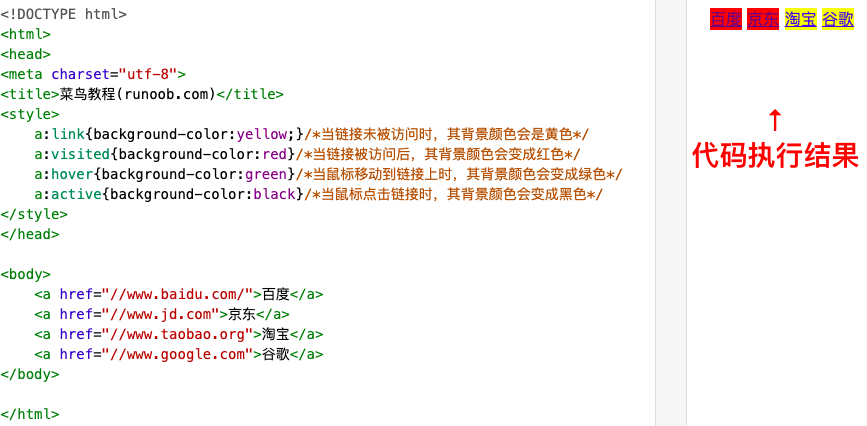 <!DOCTYPE html>
<html>
<head>
<meta charset="utf-8">
<title>菜鸟教程(runoob.com)</title>
<style>
    a:link{background-color:yellow;}/*当链接未被访问时，其背景颜色会是黄色*/
    a:visited{background-color:red}/*当链接被访问后，其背景颜色会变成红色*/
    a:hover{background-color:green}/*当鼠标移动到链接上时，其背景颜色会变成绿色*/
    a:active{background-color:black}/*当鼠标点击链接时，其背景颜色会变成黑色*/
</style>
</head>

<body>
    <a href="//www.baidu.com/">百度</a>
    <a href="//www.jd.com">京东</a>
    <a href="//www.taobao.org">淘宝</a>
    <a href="//www.google.com">谷歌</a>
</body>

</html>
百度 京东 淘宝 谷歌
↑
代码执行结果